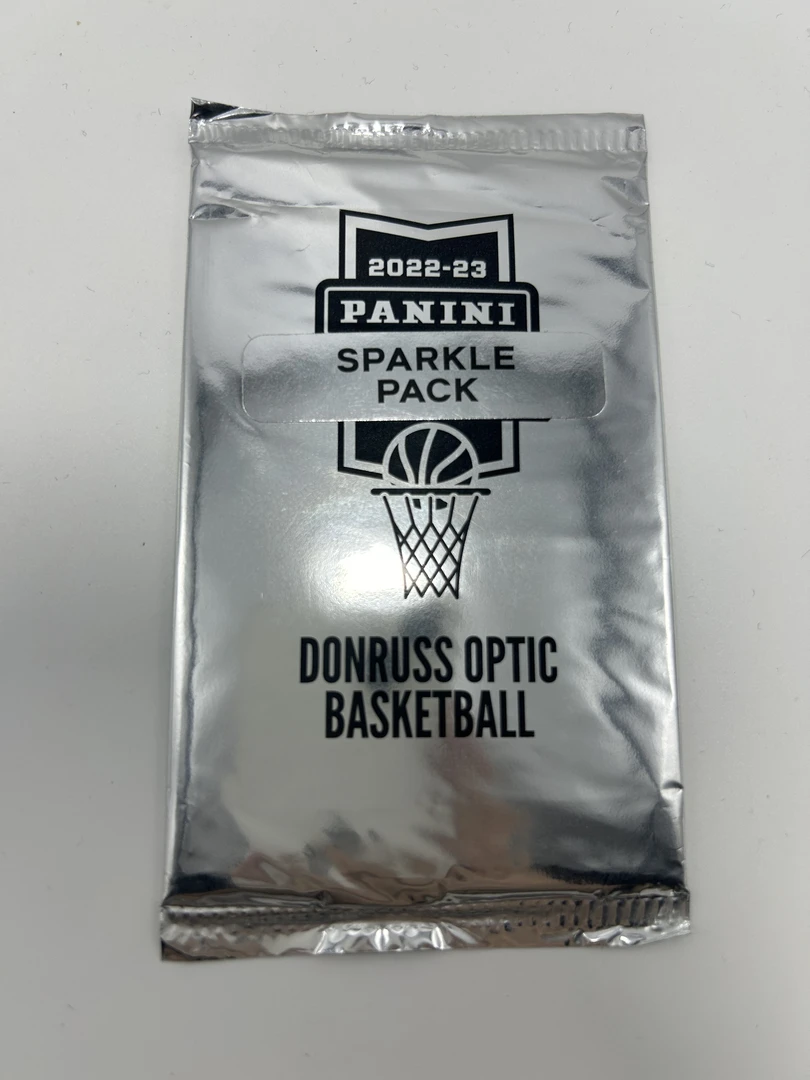 2022-23
PANINI
SPARKLE
PACK
DONRUSS OPTIC
BASKETBALL